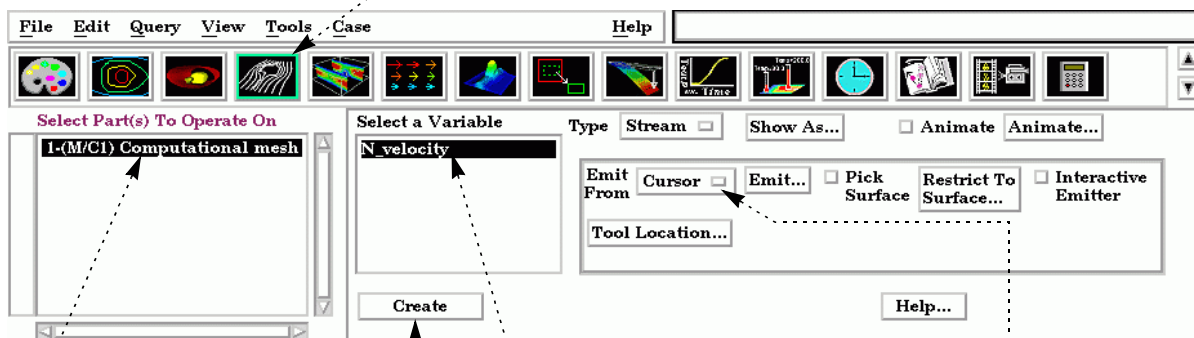 File Edit Query View Tools Case Help
Select Part(s) To Operate On
1-(M/C1) Computational mesh
Select a Variable
N_velocity
Type Stream Show As... Animate Animate...
Emit From Cursor Emit... Pick Surface Restrict To Surface... Interactive Emitter
Tool Location...
Create
Help...